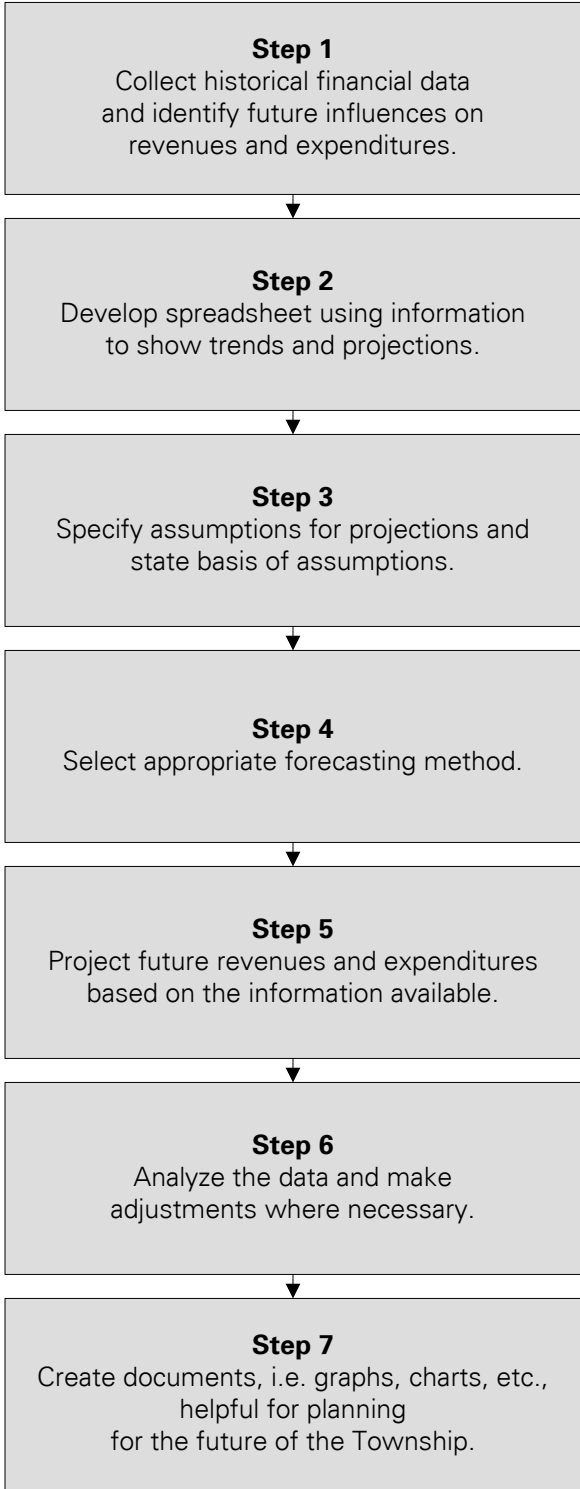 Step 1
Collect historical financial data
and identify future influences on
revenues and expenditures.
Step 2
Develop spreadsheet using information
to show trends and projections.
Step 3
Specify assumptions for projections and
state basis of assumptions.
Step 4
Select appropriate forecasting method.
Step 5
Project future revenues and expenditures
based on the information available.
Step 6
Analyze the data and make
adjustments where necessary.
Step 7
Create documents, i.e. graphs, charts, etc.,
helpful for planning
for the future of the Township.